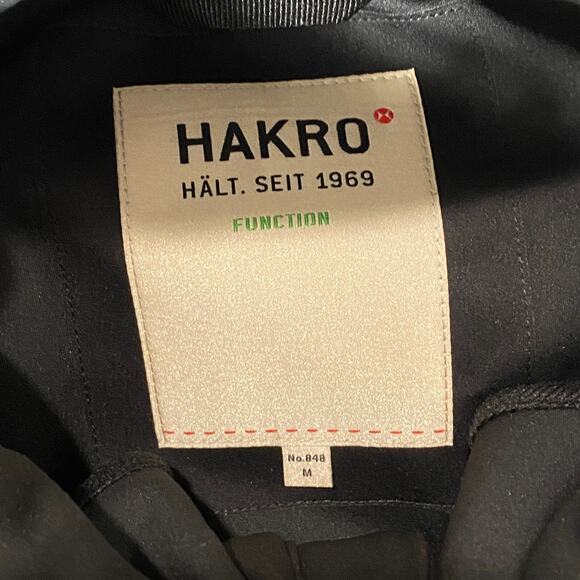 HAKRO
HÄLT. SEIT 1969
FUNCTION
No.848
M